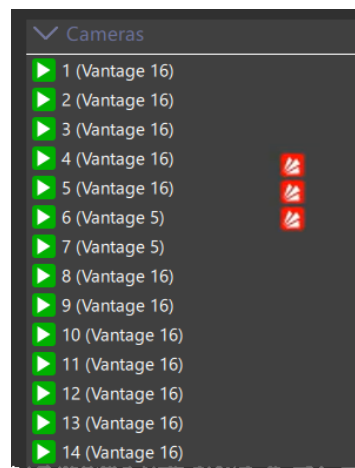 Cameras
1 (Vantage 16)
2 (Vantage 16)
3 (Vantage 16)
4 (Vantage 16)
5 (Vantage 16)
6 (Vantage 5)
7 (Vantage 5)
8 (Vantage 16)
9 (Vantage 16)
10 (Vantage 16)
11 (Vantage 16)
12 (Vantage 16)
13 (Vantage 16)
14 (Vantage 16)